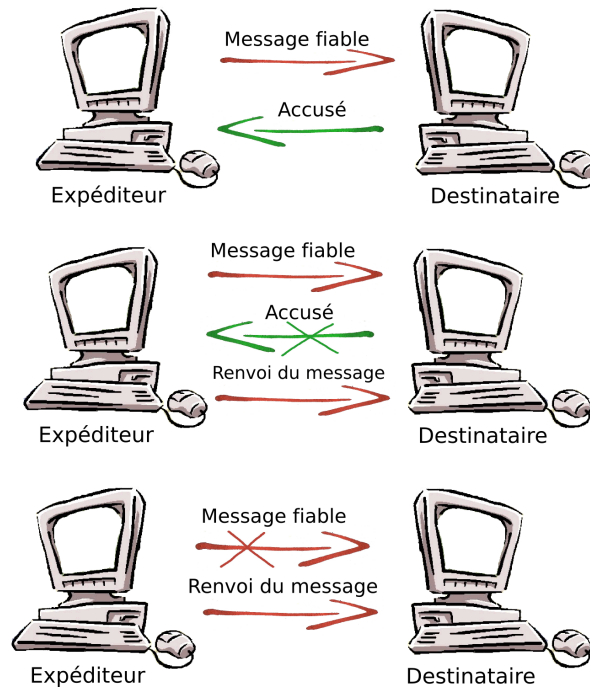 Message fiable
Accusé
Expéditeur
Destinataire
Message fiable
Accusé
Renvoi du message
Expéditeur
Destinataire
Message fiable
Renvoi du message
Expéditeur
Destinataire